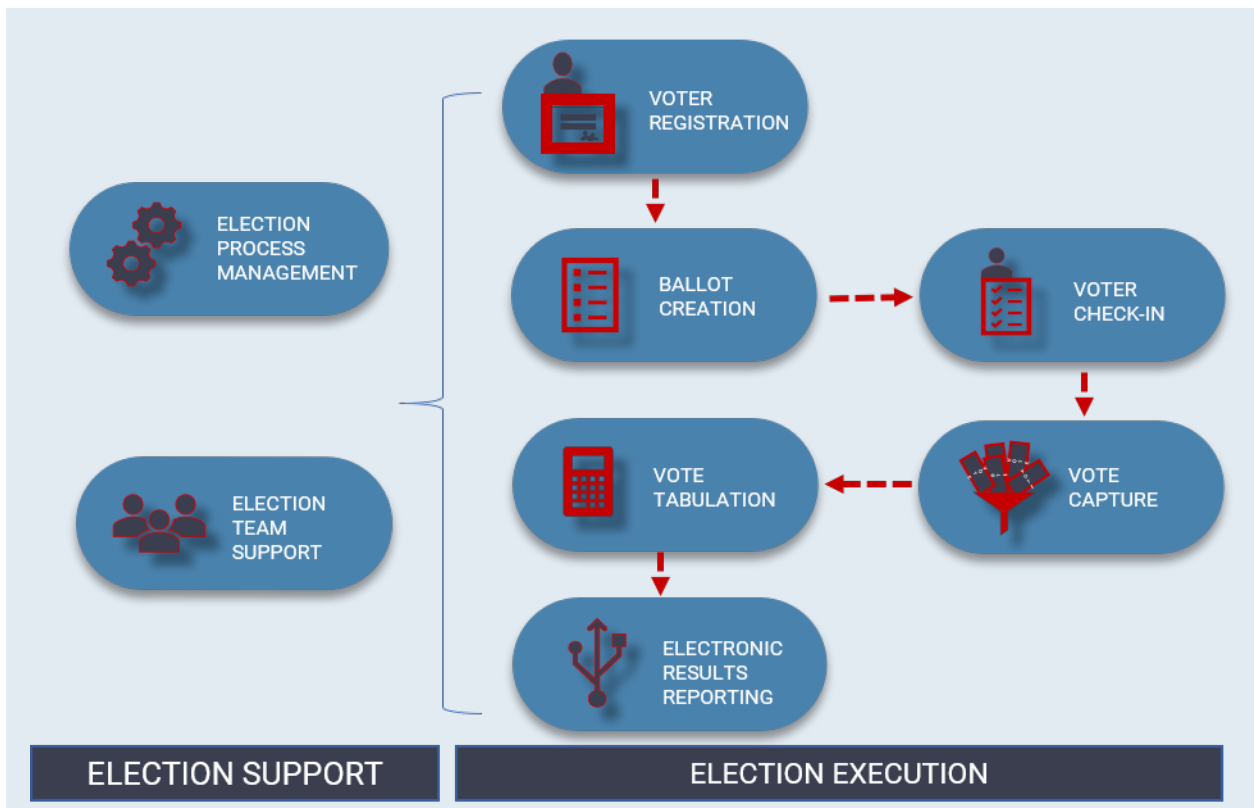 VOTER
REGISTRATION
ELECTION
PROCESS
MANAGEMENT
BALLOT
CREATION
VOTER
CHECK-IN
VOTE
CAPTURE
VOTE
TABULATION
ELECTION
TEAM
SUPPORT
ELECTRONIC
RESULTS
REPORTING
ELECTION SUPPORT
ELECTION EXECUTION